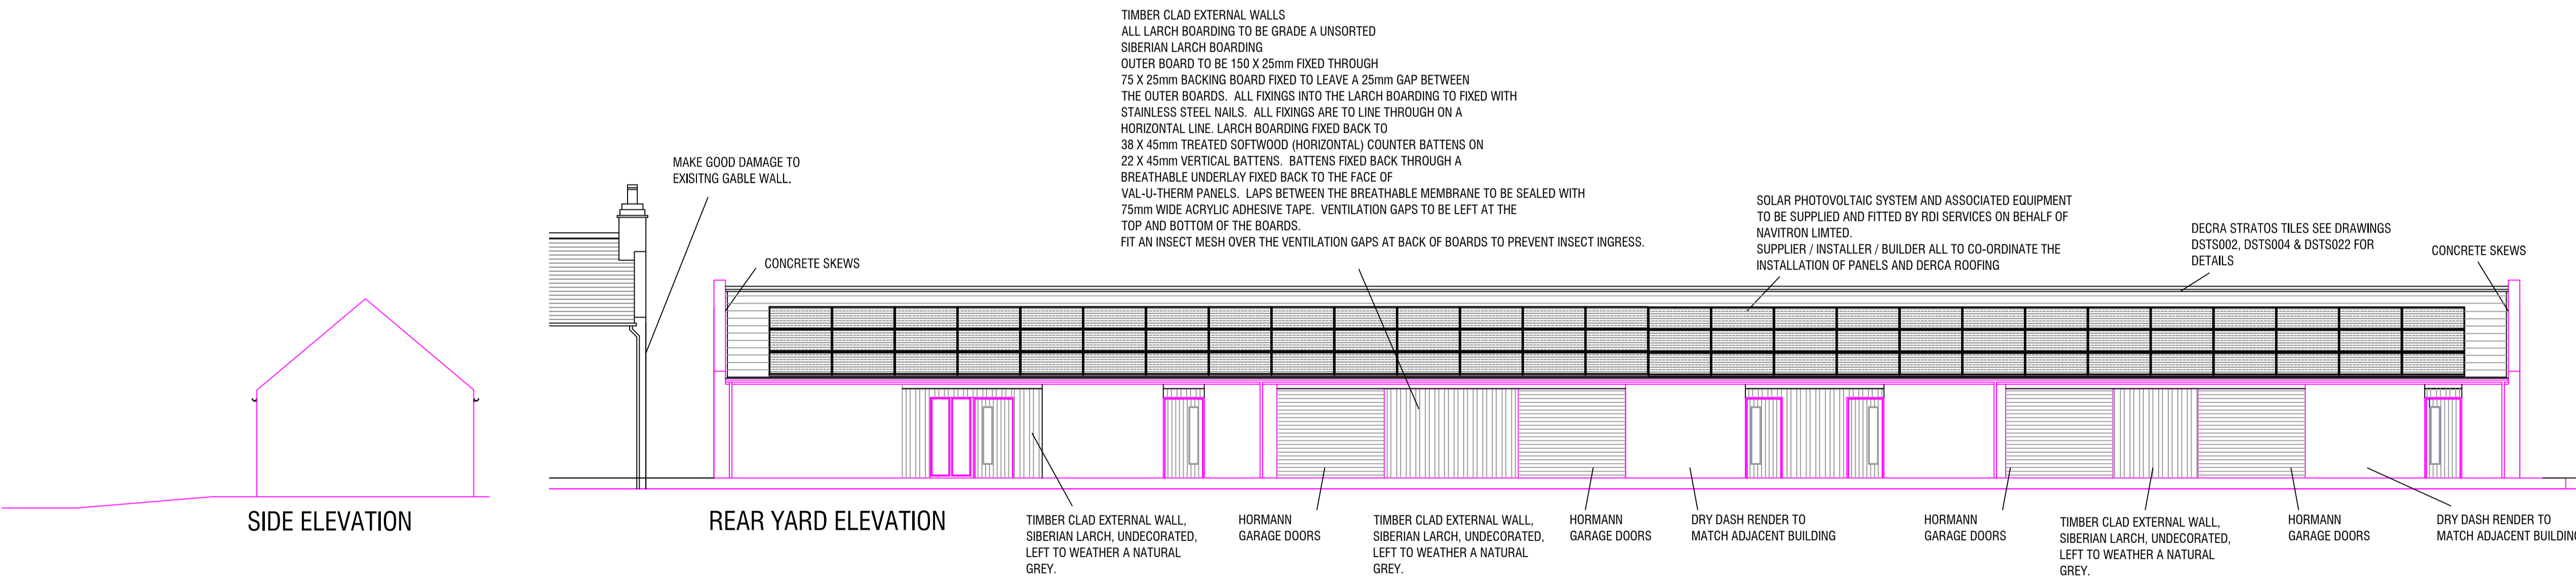 TIMBER CLAD EXTERNAL WALLS
ALL LARCH BOARDING TO BE GRADE A UNSORTED
SIBERIAN LARCH BOARDING
OUTER BOARD TO BE 150 X 25mm FIXED THROUGH
75 X 25mm BACKING BOARD FIXED TO LEAVE A 25mm GAP BETWEEN
THE OUTER BOARDS. ALL FIXINGS INTO THE LARCH BOARDING TO FIXED WITH
STAINLESS STEEL NAILS. ALL FIXINGS ARE TO LINE THROUGH ON A
HORIZONTAL LINE. LARCH BOARDING FIXED BACK TO
38 X 45mm TREATED SOFTWOOD (HORIZONTAL) COUNTER BATTENS ON
22 X 45mm VERTICAL BATTENS. BATTENS FIXED BACK THROUGH A
BREATHABLE UNDERLAY FIXED BACK TO THE FACE OF
VAL-U-THERM PANELS. LAPS BETWEEN THE BREATHABLE MEMBRANE TO BE SEALED WITH
75mm WIDE ACRYLIC ADHESIVE TAPE. VENTILATION GAPS TO BE LEFT AT THE
TOP AND BOTTOM OF THE BOARDS.
FIT AN INSECT MESH OVER THE VENTILATION GAPS AT BACK OF BOARDS TO PREVENT INSECT INGRESS.
MAKE GOOD DAMAGE TO
EXISITNG GABLE WALL.
CONCRETE SKEWS
SOLAR PHOTOVOLTAIC SYSTEM AND ASSOCIATED EQUIPMENT
TO BE SUPPLIED AND FITTED BY RDI SERVICES ON BEHALF OF
NAVITRON LIMTED.
SUPPLIER / INSTALLER / BUILDER ALL TO CO-ORDINATE THE
INSTALLATION OF PANELS AND DERCA ROOFING
DECRA STRATOS TILES SEE DRAWINGS
DSTS002, DSTS004 & DSTS022 FOR
DETAILS
CONCRETE SKEWS
SIDE ELEVATION
REAR YARD ELEVATION
TIMBER CLAD EXTERNAL WALL,
SIBERIAN LARCH, UNDECORATED,
LEFT TO WEATHER A NATURAL
GREY.
HORMANN
GARAGE DOORS
TIMBER CLAD EXTERNAL WALL,
SIBERIAN LARCH, UNDECORATED,
LEFT TO WEATHER A NATURAL
GREY.
HORMANN
GARAGE DOORS
DRY DASH RENDER TO
MATCH ADJACENT BUILDING
HORMANN
GARAGE DOORS
TIMBER CLAD EXTERNAL WALL,
SIBERIAN LARCH, UNDECORATED,
LEFT TO WEATHER A NATURAL
GREY.
HORMANN
GARAGE DOORS
DRY DASH RENDER TO
MATCH ADJACENT BUILDING